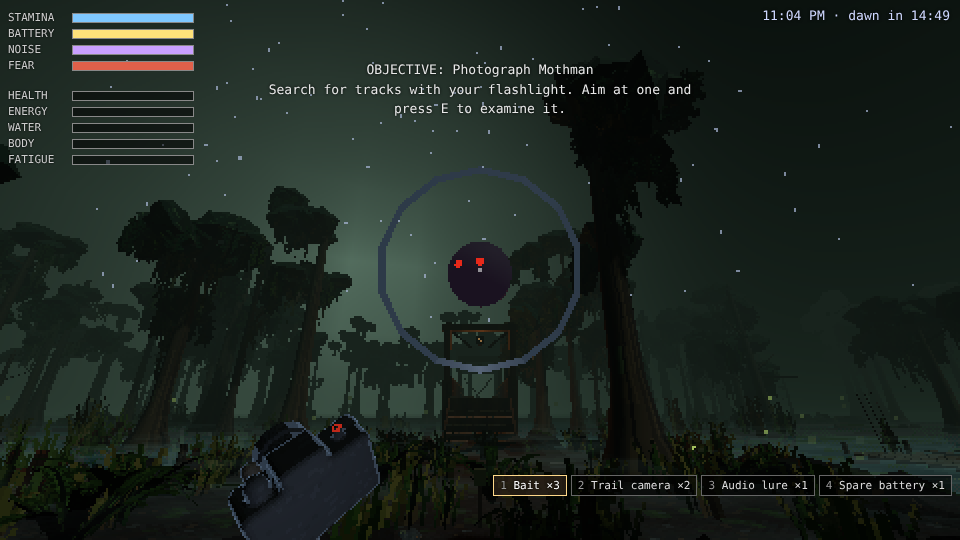 STAMINA
BATTERY
NOISE
FEAR
HEALTH
ENERGY
WATER
BODY
FATIGUE
11:04 PM · dawn in 14:49
OBJECTIVE: Photograph Mothman
Search for tracks with your flashlight. Aim at one and
press E to examine it.
1 Bait ×3
2 Trail camera ×2
3 Audio lure ×1
4 Spare battery ×1